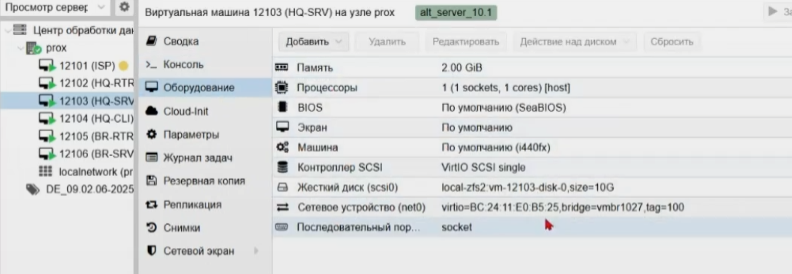 Просмотр сервер
Виртуальная машина 12103 (HQ-SRV) на узле prox
alt_server_10.1
Центр обработки да
prox
12101 (ISP)
12102 (HQ-RTR
12103 (HQ-SRV
12104 (HQ-CLI)
12105 (BR-RTR
12106 (BR-SRV
localnetwork (pr
DE_09.02.06-2025
Сводка
Консоль
Оборудование
Cloud-Init
Параметры
Журнал задач
Резервная копия
Репликация
Снимки
Сетевой экран
Добавить
Удалить
Редактировать
Действие над диском
Сбросить
Память 2.00 GiB
Процессоры 1 (1 sockets, 1 cores) [host]
BIOS По умолчанию (SeaBIOS)
Экран По умолчанию
Машина По умолчанию (i440fx)
Контроллер SCSI VirtIO SCSI single
Жесткий диск (scsi0) local-zfs2:vm-12103-disk-0,size=10G
Сетевое устройство (net0) virtio=BC:24:11:E0:B5:25,bridge=vmbr1027,tag=100
Последовательный пор... socket